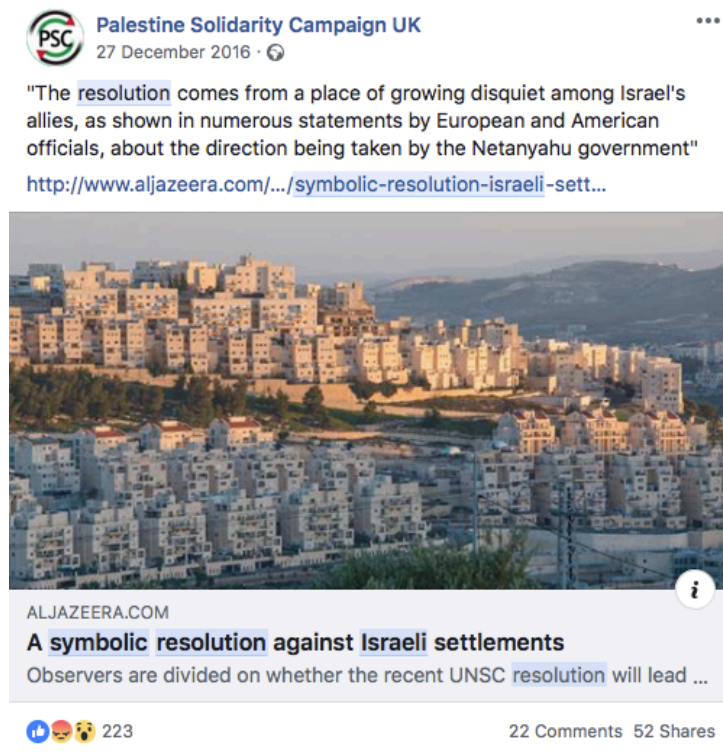 PSC
Palestine Solidarity Campaign UK
27 December 2016 ·
"The resolution comes from a place of growing disquiet among Israel's
allies, as shown in numerous statements by European and American
officials, about the direction being taken by the Netanyahu government"
http://www.aljazeera.com/.../symbolic-resolution-israeli-sett...
i
ALJAZEERA.COM
A symbolic resolution against Israeli settlements
Observers are divided on whether the recent UNSC resolution will lead ...
223 22 Comments 52 Shares